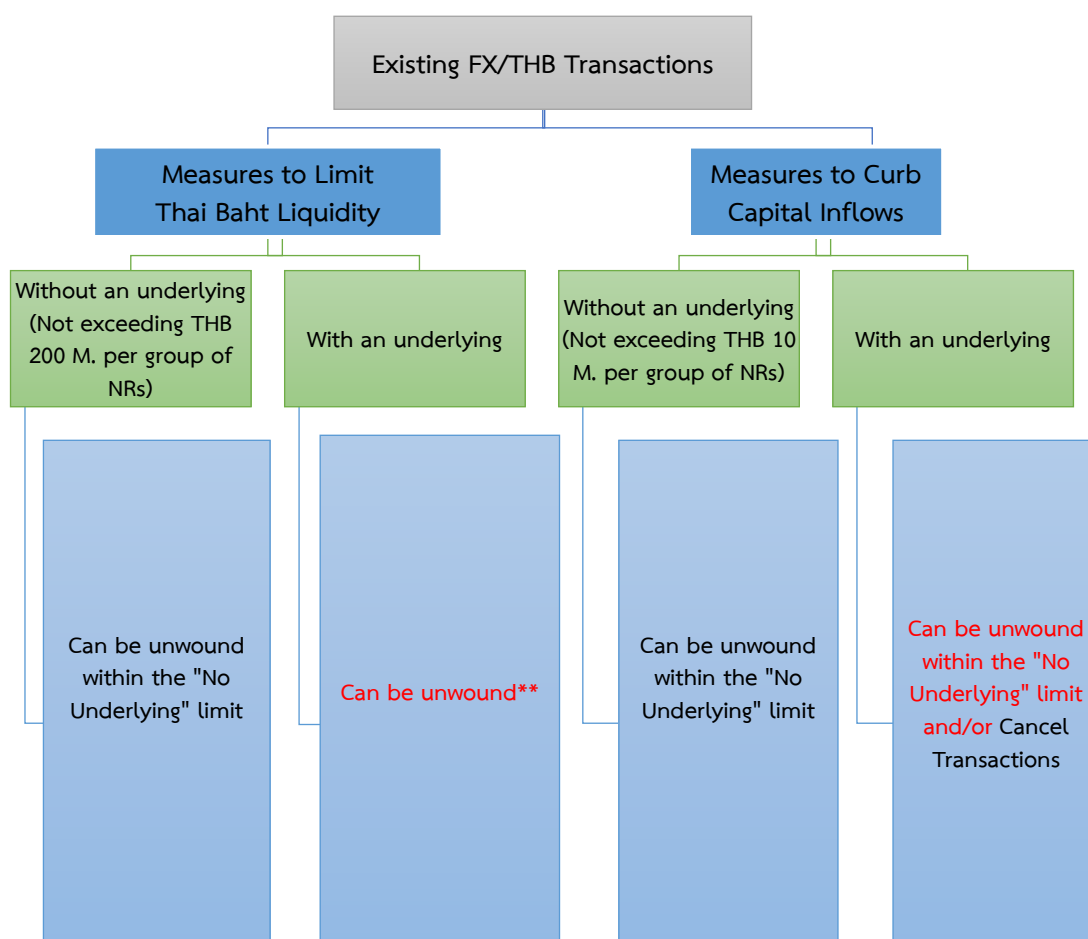 Existing FX/THB Transactions
Measures to Limit
Thai Baht Liquidity
Measures to Curb
Capital Inflows
Without an underlying
(Not exceeding THB
200 M. per group of
NRs)
With an underlying
Without an underlying
(Not exceeding THB 10
M. per group of NRs)
With an underlying
Can be unwound
within the "No
Underlying" limit
Can be unwound**
Can be unwound
within the "No
Underlying" limit
Can be unwound
within the "No
Underlying" limit
and/or Cancel
Transactions